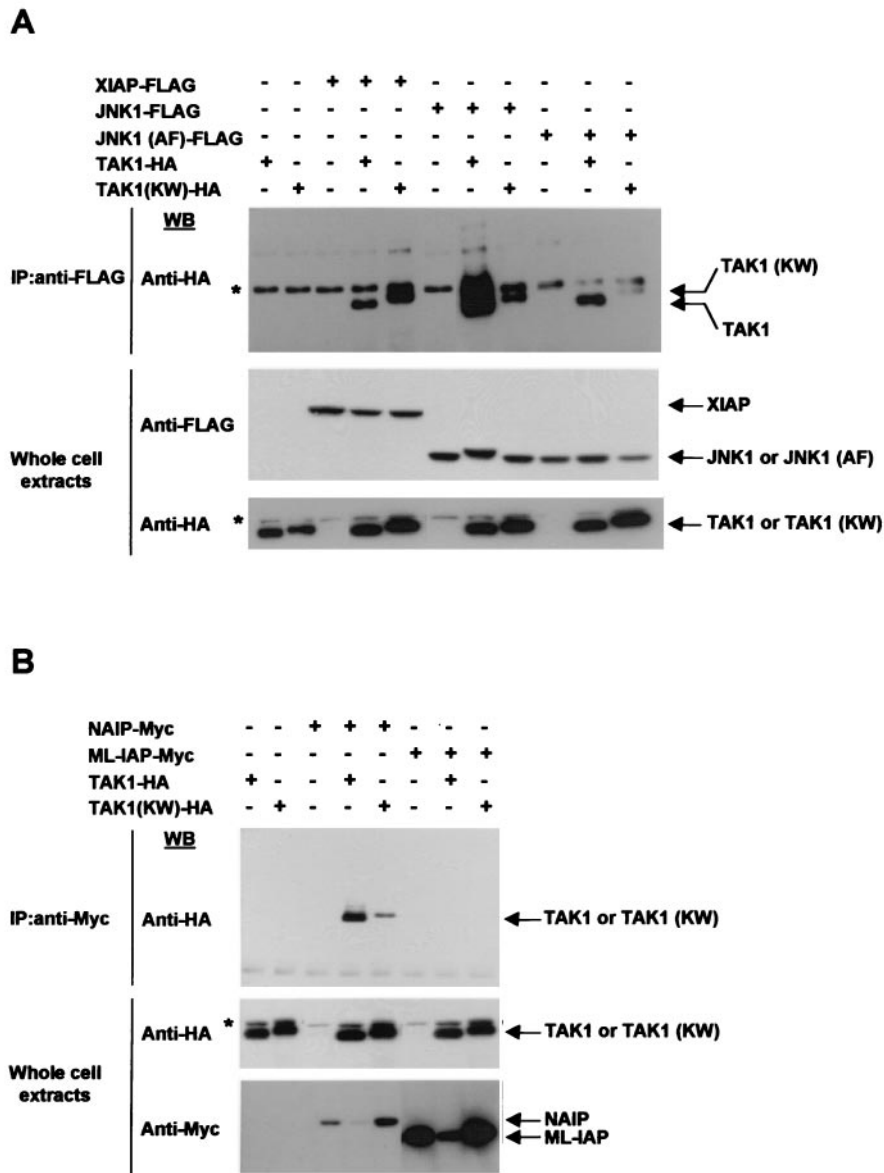 A
XIAP-FLAG - - + + + - - - - - -
JNK1-FLAG - - - - - + + + - - -
JNK1 (AF)-FLAG - - - - - - - - + + +
TAK1-HA + - - + - - + - - + -
TAK1(KW)-HA - + - - + - - + - - +
WB
IP:anti-FLAG
Anti-HA
*
TAK1 (KW)
TAK1
Whole cell
extracts
Anti-FLAG
XIAP
JNK1 or JNK1 (AF)
Anti-HA
*
TAK1 or TAK1 (KW)
B
NAIP-Myc - - + + + - - -
ML-IAP-Myc - - - - - + + +
TAK1-HA + - - + - - + -
TAK1(KW)-HA - + - - + - - +
WB
IP:anti-Myc
Anti-HA
TAK1 or TAK1 (KW)
Whole cell
extracts
Anti-HA
*
TAK1 or TAK1 (KW)
Anti-Myc
NAIP
ML-IAP